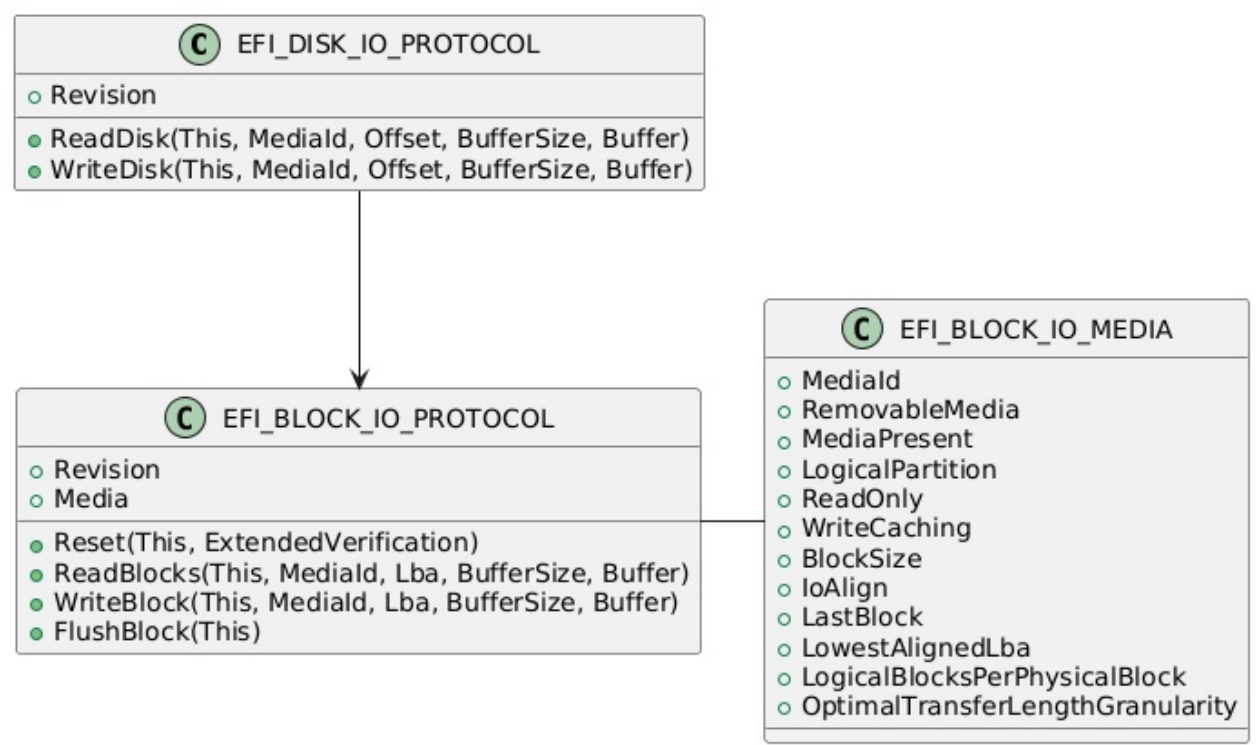 C EFI_DISK_IO_PROTOCOL
Revision
ReadDisk(This, MediaId, Offset, BufferSize, Buffer)
WriteDisk(This, MediaId, Offset, BufferSize, Buffer)
C EFI_BLOCK_IO_PROTOCOL
Revision
Media
Reset(This, ExtendedVerification)
ReadBlocks(This, MediaId, Lba, BufferSize, Buffer)
WriteBlock(This, MediaId, Lba, BufferSize, Buffer)
FlushBlock(This)
C EFI_BLOCK_IO_MEDIA
MediaId
RemovableMedia
MediaPresent
LogicalPartition
ReadOnly
WriteCaching
BlockSize
IoAlign
LastBlock
LowestAlignedLba
LogicalBlocksPerPhysicalBlock
OptimalTransferLengthGranularity